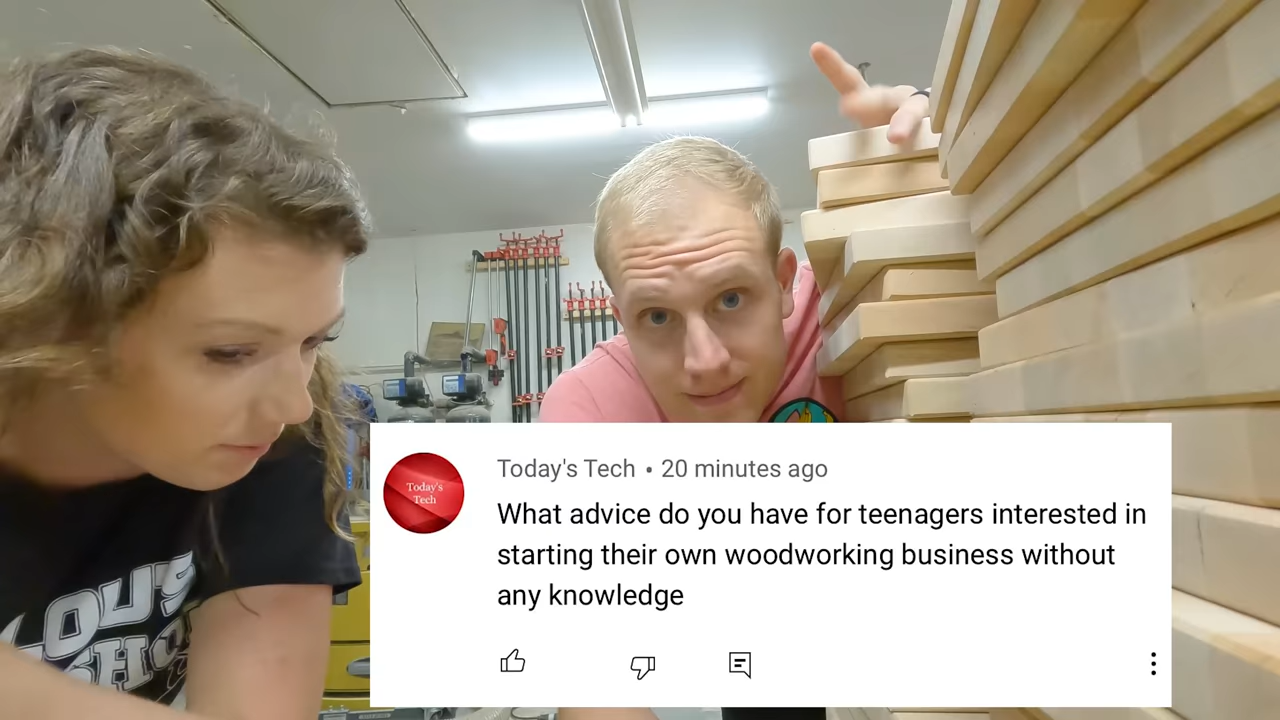 Today's Tech • 20 minutes ago
Today's
Tech
What advice do you have for teenagers interested in
starting their own woodworking business without
any knowledge
LOU'S